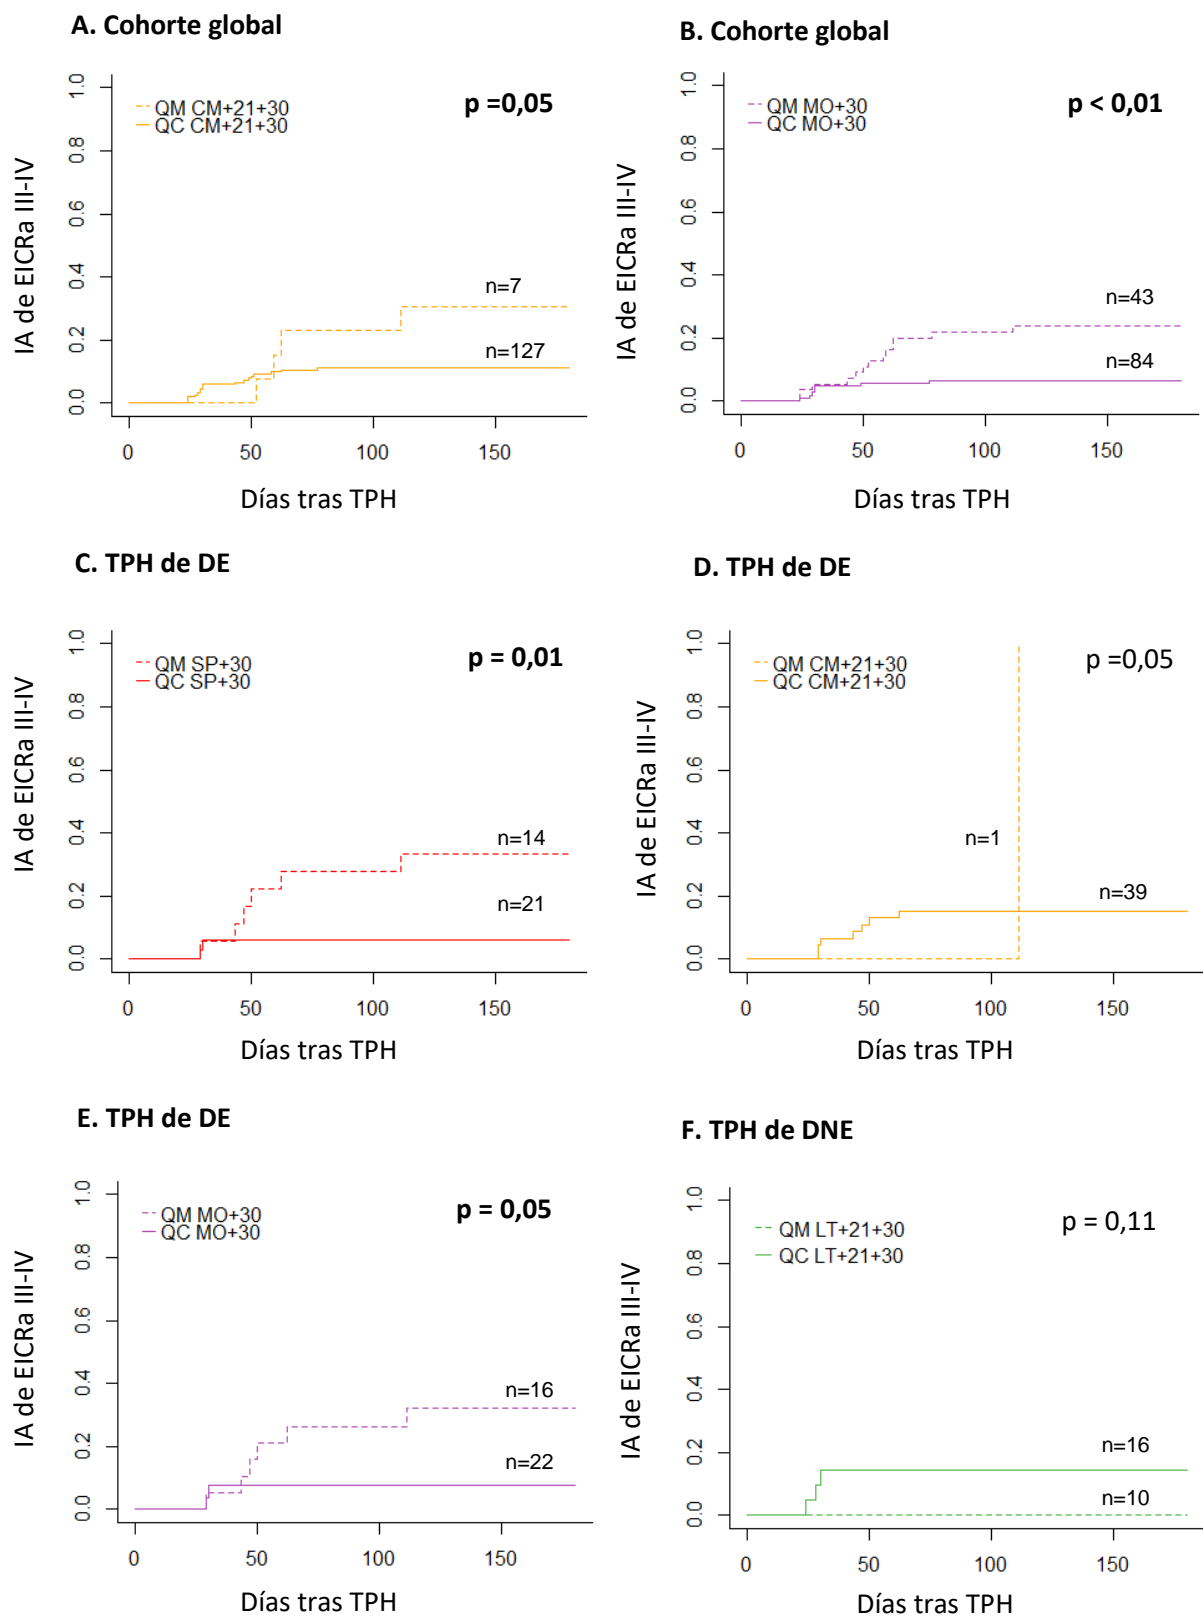 A. Cohorte global
IA de EICRa III-IV
1.0
0.8
0.6
0.4
0.2
0.0
QM CM+21+30
QC CM+21+30
p =0,05
n=7
n=127
0 50 100 150
Días tras TPH
B. Cohorte global
IA de EICRa III-IV
1.0
0.8
0.6
0.4
0.2
0.0
QM MO+30
QC MO+30
p < 0,01
n=43
n=84
0 50 100 150
Días tras TPH
C. TPH de DE
IA de EICRa III-IV
1.0
0.8
0.6
0.4
0.2
0.0
QM SP+30
QC SP+30
p = 0,01
n=14
n=21
0 50 100 150
Días tras TPH
D. TPH de DE
IA de EICRa III-IV
1.0
0.8
0.6
0.4
0.2
0.0
QM CM+21+30
QC CM+21+30
p =0,05
n=1
n=39
0 50 100 150
Días tras TPH
E. TPH de DE
IA de EICRa III-IV
1.0
0.8
0.6
0.4
0.2
0.0
QM MO+30
QC MO+30
p = 0,05
n=16
n=22
0 50 100 150
Días tras TPH
F. TPH de DNE
IA de EICRa III-IV
1.0
0.8
0.6
0.4
0.2
0.0
QM LT+21+30
QC LT+21+30
p = 0,11
n=16
n=10
0 50 100 150
Días tras TPH